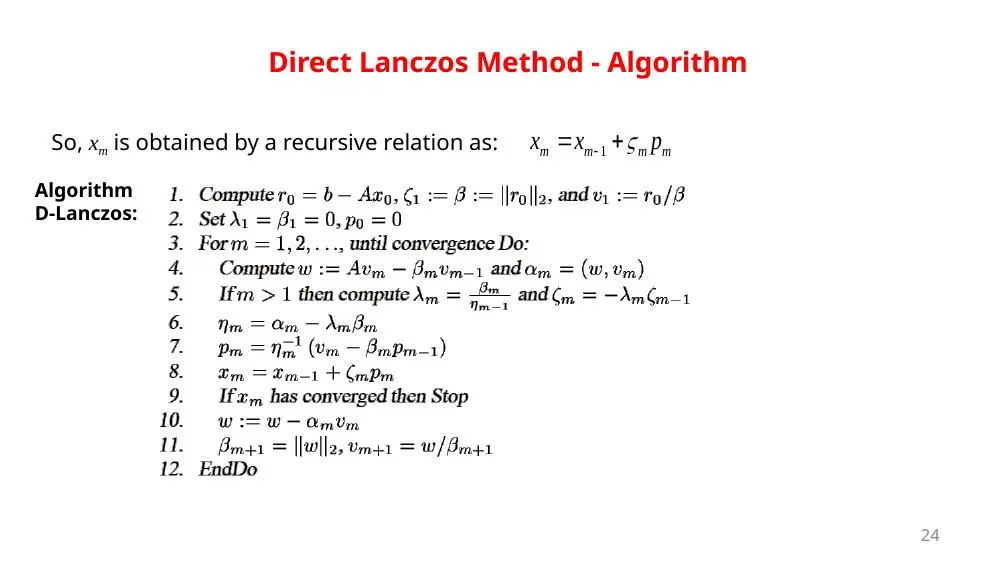 Direct Lanczos Method - Algorithm
So, xₘ is obtained by a recursive relation as: xₘ = xₘ₋₁ + ςₘ pₘ
Algorithm
D-Lanczos:
1. Compute r₀ = b − Ax₀, ζ₁ := β := ||r₀||₂, and v₁ := r₀/β
2. Set λ₁ = β₁ = 0, p₀ = 0
3. For m = 1, 2, . . ., until convergence Do:
4. Compute w := Avₘ − βₘvₘ₋₁ and αₘ = (w, vₘ)
5. If m > 1 then compute λₘ = βₘ/ηₘ₋₁ and ζₘ = −λₘζₘ₋₁
6. ηₘ = αₘ − λₘβₘ
7. pₘ = ηₘ⁻¹ (vₘ − βₘpₘ₋₁)
8. xₘ = xₘ₋₁ + ζₘpₘ
9. If xₘ has converged then Stop
10. w := w − αₘvₘ
11. βₘ₊₁ = ||w||₂, vₘ₊₁ = w/βₘ₊₁
12. EndDo
24